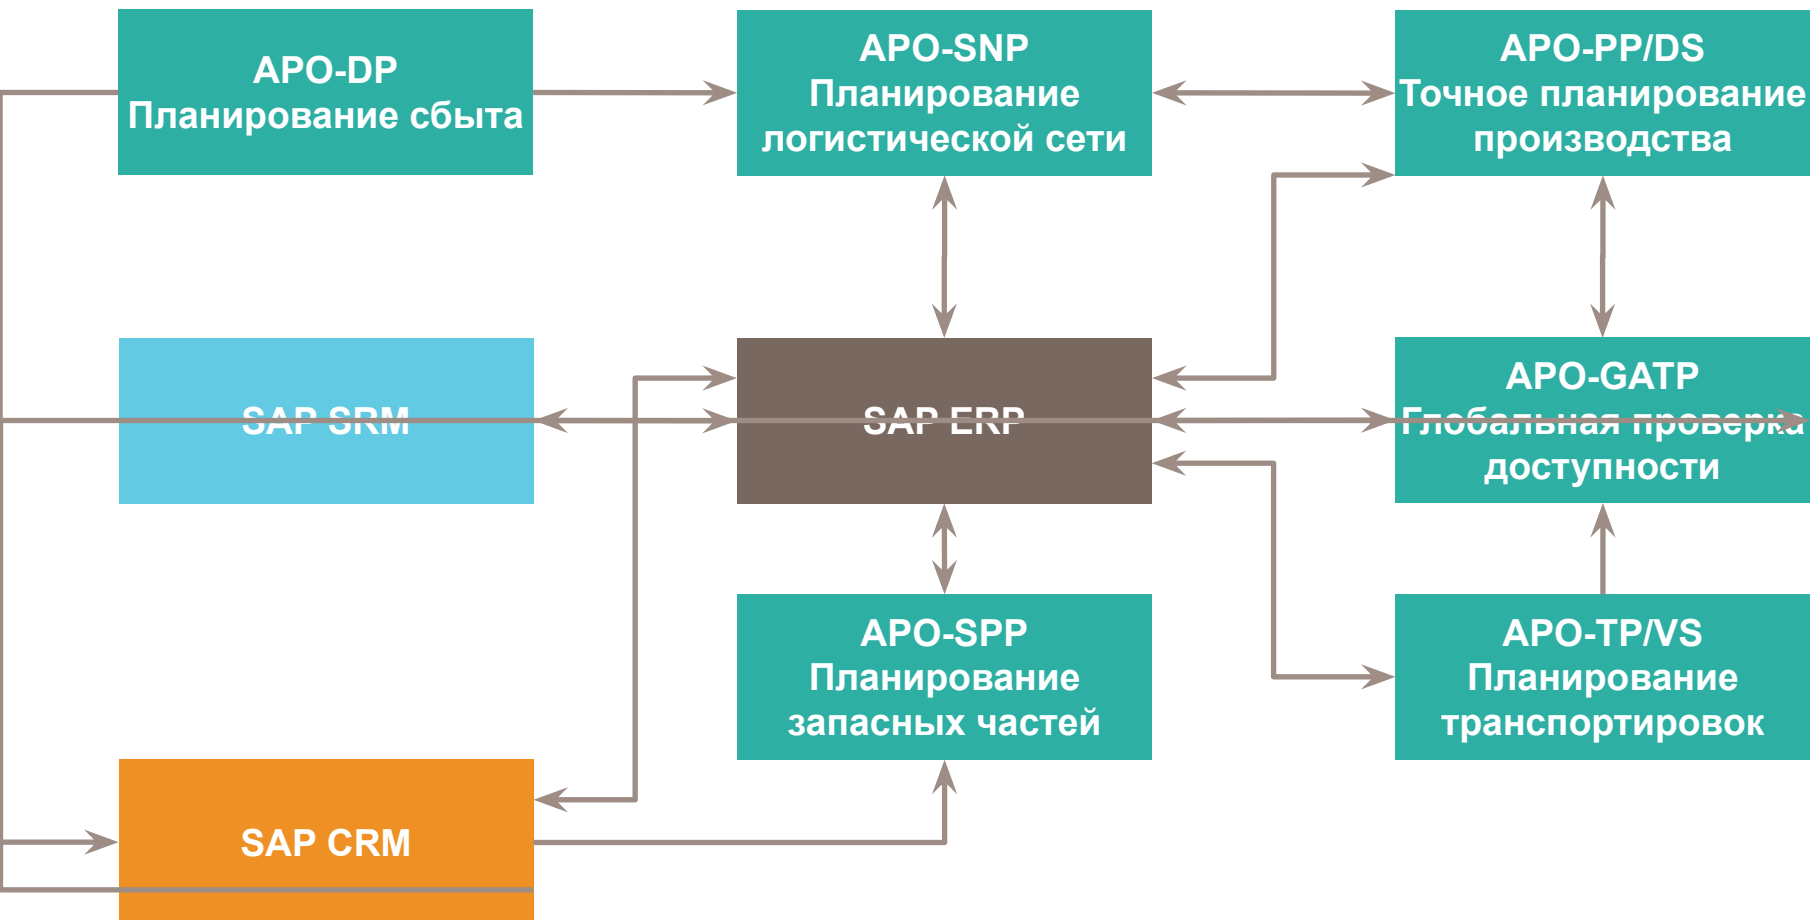 APO-DP
Планирование сбыта
APO-SNP
Планирование
логистической сети
APO-PP/DS
Точное планирование
производства
SAP SRM
SAP ERP
APO-GATP
Глобальная проверка
доступности
APO-SPP
Планирование
запасных частей
APO-TP/VS
Планирование
транспортировок
SAP CRM